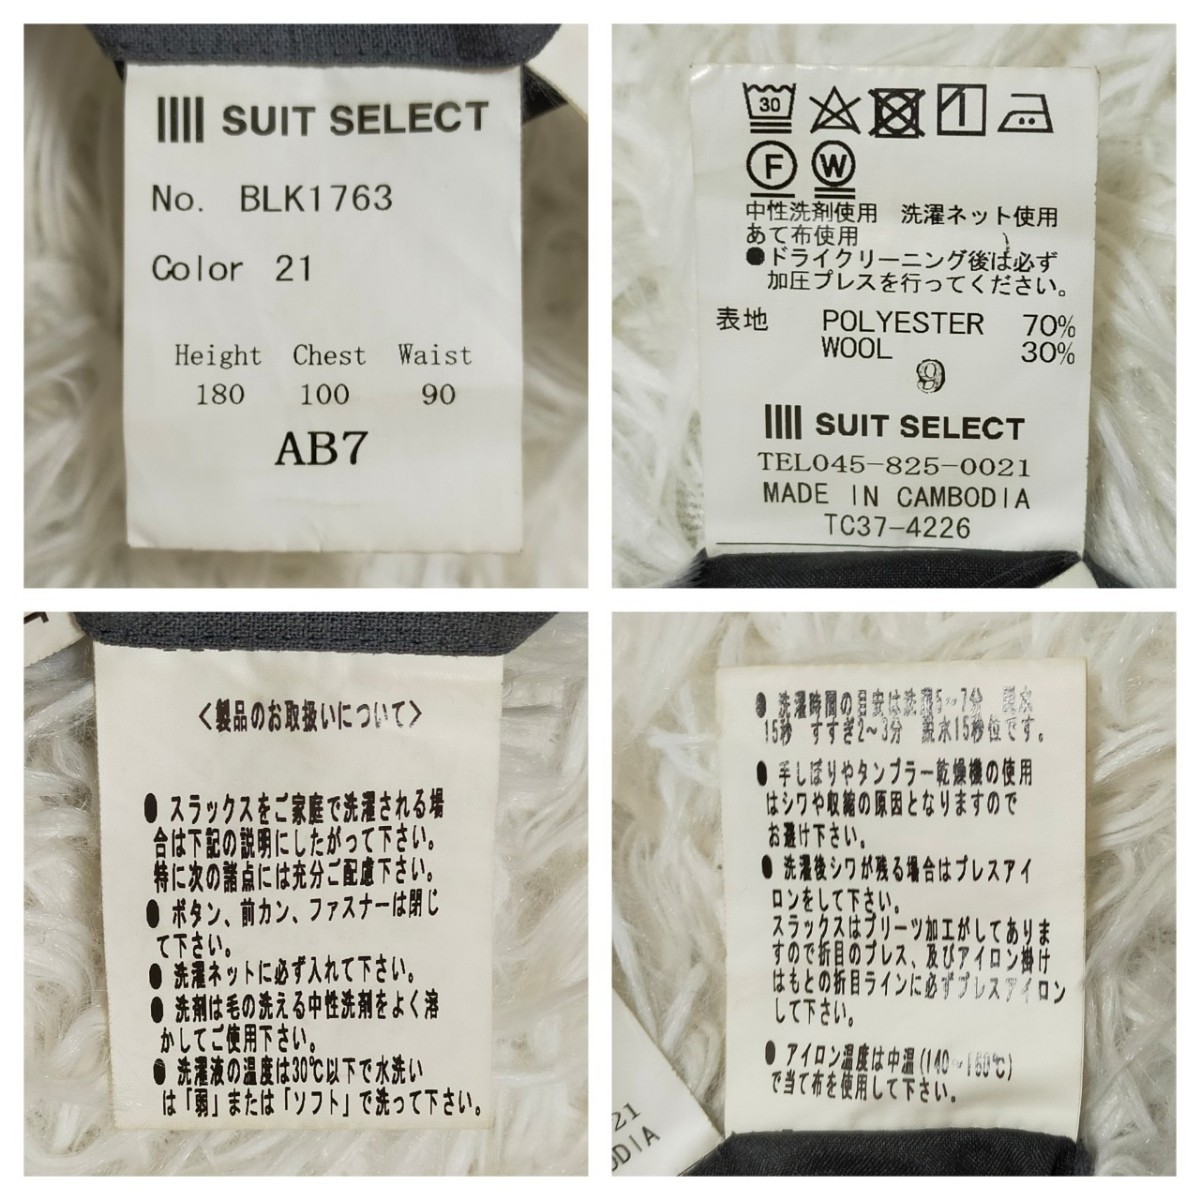 SUIT SELECT
No. BLK1763
Color 21
Height Chest Waist
180 100 90
AB7
30
F W
中性洗剤使用 洗濯ネット使用
あて布使用
●ドライクリーニング後は必ず
加圧プレスを行ってください。
表地 POLYESTER 70%
WOOL 30%
9
SUIT SELECT
TEL045-825-0021
MADE IN CAMBODIA
TC37-4226
<製品のお取扱いについて>
● スラックスをご家庭で洗濯される場
合は下記の説明にしたがって下さい。
特に次の諸点には充分ご配慮下さい。
● ボタン、前カン、ファスナーは閉じ
て下さい。
● 洗濯ネットに必ず入れて下さい。
● 洗剤は毛の洗える中性洗剤をよく溶
かしてご使用下さい。
● 洗濯液の温度は30℃以下で水洗い
は「弱」または「ソフト」で洗って下さい。
● 洗濯時間の目安は洗濯5~7分 脱水
15秒 すすぎ2~3分 脱水15秒位です。
● 手しぼりやタンブラー乾燥機の使用
はシワや収縮の原因となりますので
お避け下さい。
● 洗濯後シワが残る場合はプレスアイ
ロンをして下さい。
スラックスはプリーツ加工がしてありま
すので折目のプレス、及びアイロン掛け
はもとの折目ラインに必ずプレスアイロン
して下さい。
● アイロン温度は中温(140~160℃)
で当て布を使用して下さい。
21
ODIA